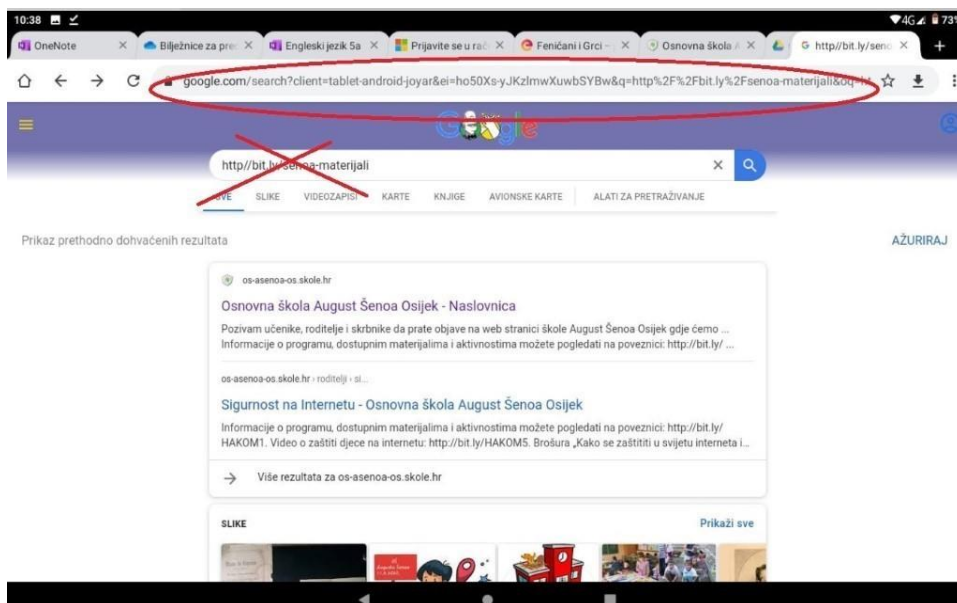 10:38 4G 73%
OneNote Bilježnice za pre Engleski jezik 5a Prijavite se u rač Feničani i Grci – Osnovna škola A http//bit.ly/seno
google.com/search?client=tablet-android-joyar&ei=ho50Xs-yJKzlmwXuwbSYBw&q=http%2F%2Fbit.ly%2Fsenoa-materijali&oq=ht
Google
http//bit.ly/senoa-materijali
SVE SLIKE VIDEOZAPISI KARTE KNJIGE AVIONSKE KARTE ALATI ZA PRETRAŽIVANJE
Prikaz prethodno dohvaćenih rezultata AŽURIRAJ
os-asenoa-os.skole.hr
Osnovna škola August Šenoa Osijek - Naslovnica
Pozivam učenike, roditelje i skrbnike da prate objave na web stranici škole August Šenoa Osijek gdje ćemo ...
Informacije o programu, dostupnim materijalima i aktivnostima možete pogledati na poveznici: http://bit.ly/ ...
os-asenoa-os.skole.hr › roditelji › si...
Sigurnost na Internetu - Osnovna škola August Šenoa Osijek
Informacije o programu, dostupnim materijalima i aktivnostima možete pogledati na poveznici: http://bit.ly/
HAKOM1. Video o zaštiti djece na internetu: http://bit.ly/HAKOM5. Brošura „Kako se zaštititi u svijetu interneta i...
Više rezultata za os-asenoa-os.skole.hr
SLIKE Prikaži sve